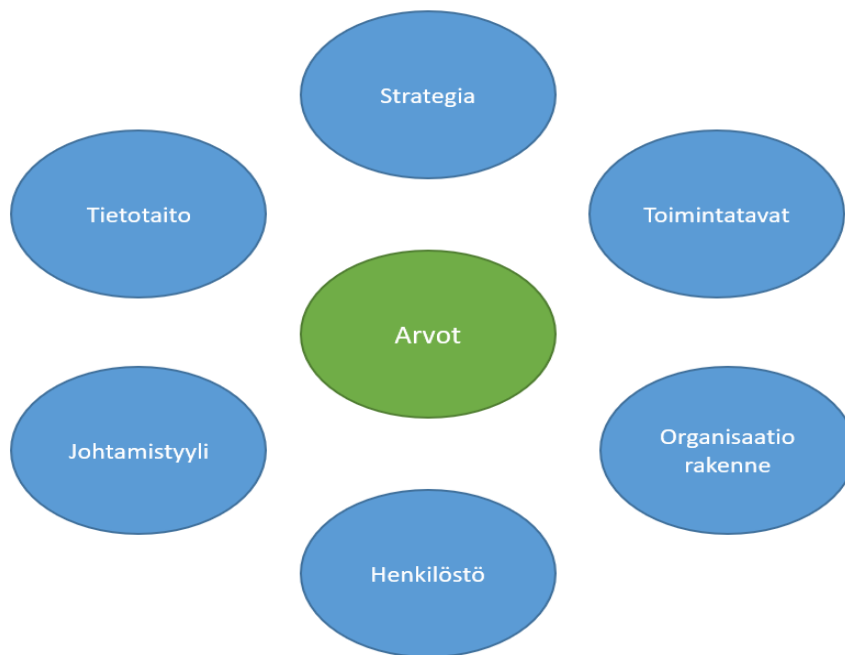 Strategia
Tietotaito
Toimintatavat
Arvot
Johtamistyyli
Organisaatio
rakenne
Henkilöstö